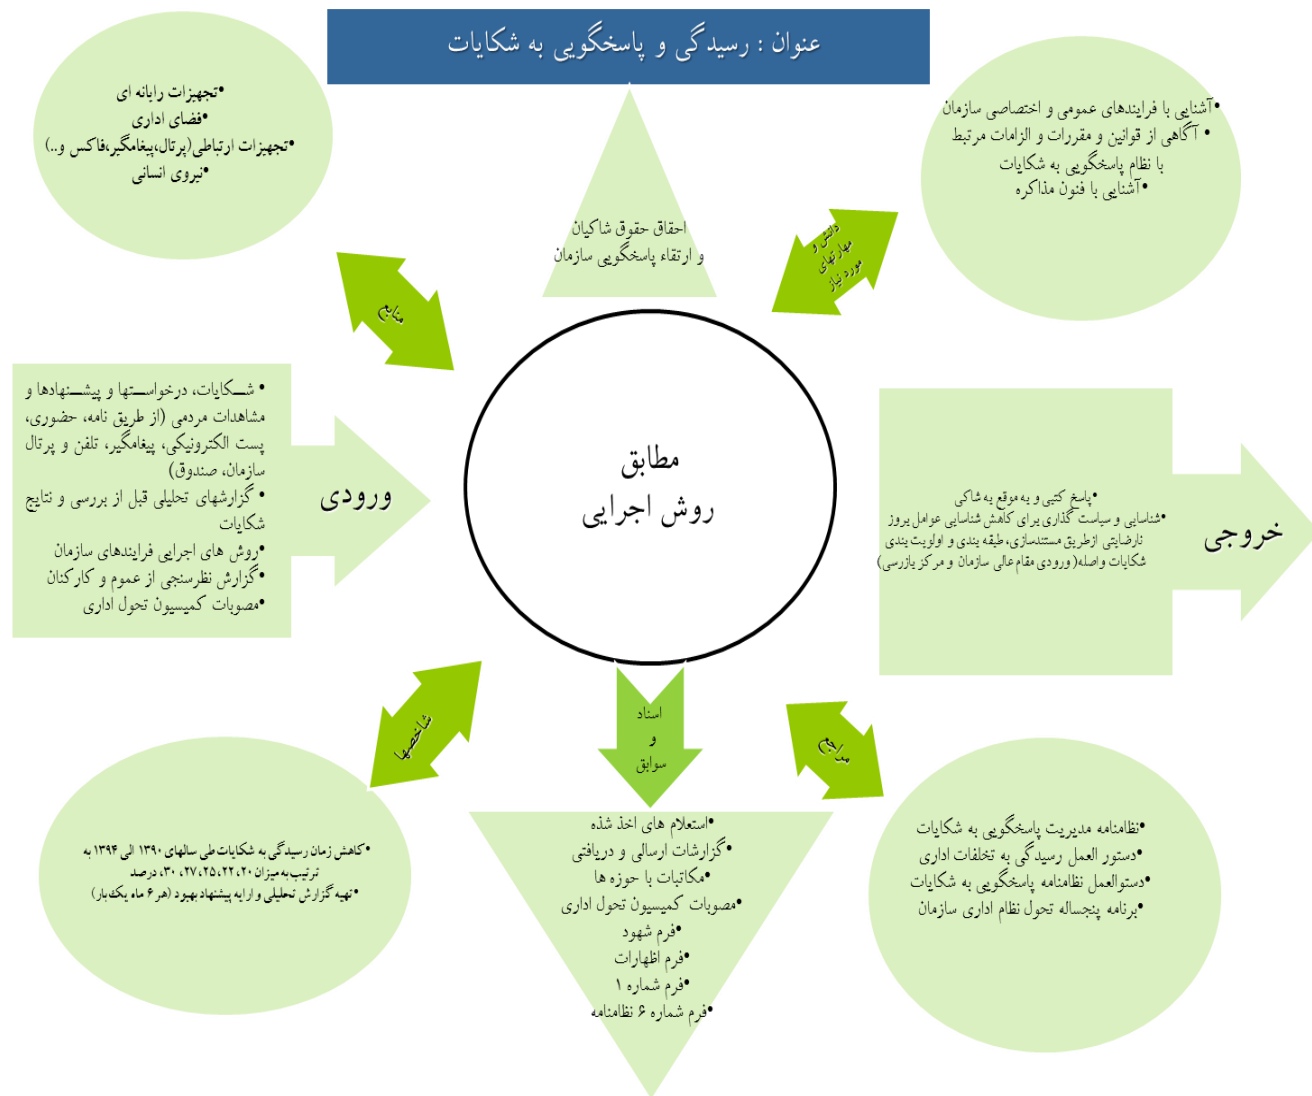 عنوان : رسیدگی و پاسخگویی به شکایات
•آشنایی با فرایندهای عمومی و اختصاصی سازمان
• آگاهی از قوانین و مقررات و الزامات مرتبط
با نظام پاسخگویی به شکایات
•آشنایی با فنون مذاکره
•تجهیزات رایانه ای
•فضای اداری
•تجهیزات ارتباطی(پرتال،پیغامگیر،فاکس و..)
•نیروی انسانی
احقاق حقوق شاکیان
و ارتقاء پاسخگویی سازمان
دانش و
مهارتهای
مورد نیاز
منابع
• شـکایات، درخواسـتها و پیشـنهادها و
مشاهدات مردمی (از طریق نامه، حضوری،
پست الکترونیکی، پیغامگیر، تلفن و پرتال
سازمان، صندوق)
• گزارشهای تحلیلی قبل از بررسی و نتایج
شکایات
•روش های اجرایی فرایندهای سازمان
•گزارش نظرسنجی از عموم و کارکنان
•مصوبات کمیسیون تحول اداری
ورودی
مطابق
روش اجرایی
•پاسخ کتبی و به موقع به شاکی
•شناسایی و سیاست گذاری برای کاهش شناسایی عوامل بروز
نارضایتی ازطریق مستندسازی،طبقه بندی و اولویت بندی
شکایات واصله( ورودی مقام عالی سازمان و مرکز بازرسی)
خروجی
شاخصها
اسناد
و
سوابق
مراجع
•کاهش زمان رسیدگی به شکایات طی سالهای ۱۳۹۰ الی ۱۳۹۴ به
ترتیب به میزان ۲۰، ۲۲، ۲۵، ۲۷، ۳۰، درصد
•تهیه گزارش تحلیلی و ارایه پیشنهاد بهبود (هر ۶ ماه یک بار)
•استعلام های اخذ شده
•گزارشات ارسالی و دریافتی
•مکاتبات با حوزه ها
•مصوبات کمیسیون تحول اداری
•فرم شهود
•فرم اظهارات
•فرم شماره ۱
•فرم شماره ۶ نظامنامه
•نظامنامه مدیریت پاسخگویی به شکایات
•دستور العمل رسیدگی به تخلفات اداری
•دستوالعمل نظامنامه پاسخگویی به شکایات
•برنامه پنجساله تحول نظام اداری سازمان